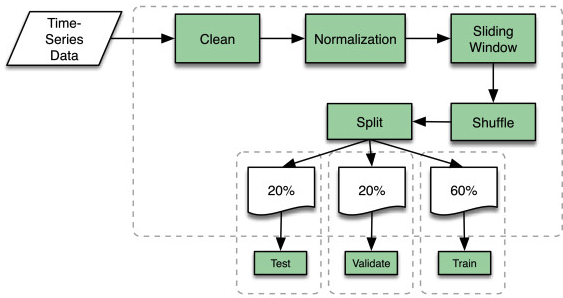 Time-
Series
Data
Clean
Normalization
Sliding
Window
Shuffle
Split
20%
20%
60%
Test
Validate
Train